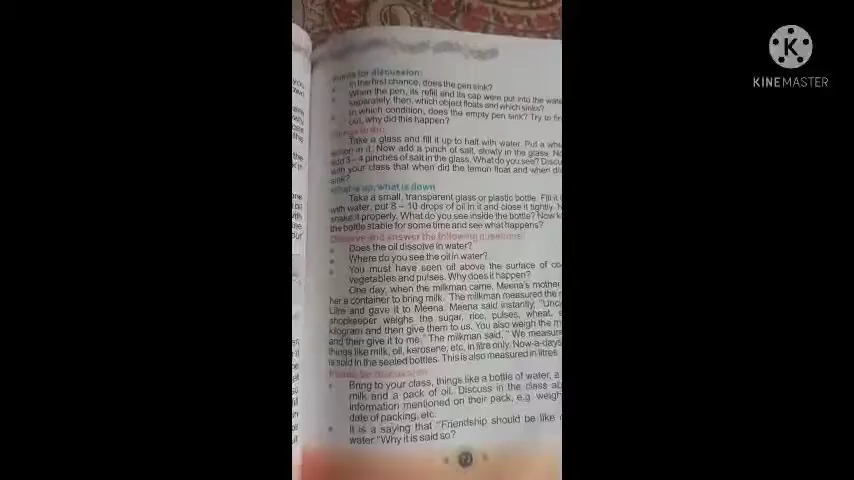 Points for discussion:
In the first chance, does the pen sink?
When the pen, its refill and its cap were put into the wate
separately, then, which object floats and which sinks?
In which condition, does the empty pen sink? Try to fin
out, why did this happen?
Things to do:
Take a glass and fill it up to half with water. Put a who
lemon in it. Now add a pinch of salt, slowly in the glass. No
add 3 – 4 pinches of salt in the glass. What do you see? Discu
with your class that when did the lemon float and when di
sink?
What is up, what is down
Take a small, transparent glass or plastic bottle. Fill it
with water, put 8 – 10 drops of oil in it and close it tightly. N
shake it properly. What do you see inside the bottle? Now k
the bottle stable for some time and see what happens?
Observe and answer the following questions:
Does the oil dissolve in water?
Where do you see the oil in water?
You must have seen oil above the surface of co
vegetables and pulses. Why does it happen?
One day, when the milkman came, Meena's mother
her a container to bring milk. The milkman measured the
Litre and gave it to Meena. Meena said instantly, "Unc
shopkeeper weighs the sugar, rice, pulses, wheat,
kilogram and then give them to us. You also weigh the m
and then give it to me." The milkman said, "We measure
things like milk, oil, kerosene, etc. in litre only. Now-a-days
is sold in the sealed bottles. This is also measured in litres
Points for discussion:
Bring to your class, things like a bottle of water, a
milk and a pack of oil. Discuss in the class ab
information mentioned on their pack, e.g. weigh
date of packing, etc.
It is a saying that "Friendship should be like
water." Why it is said so?
KINEMASTER